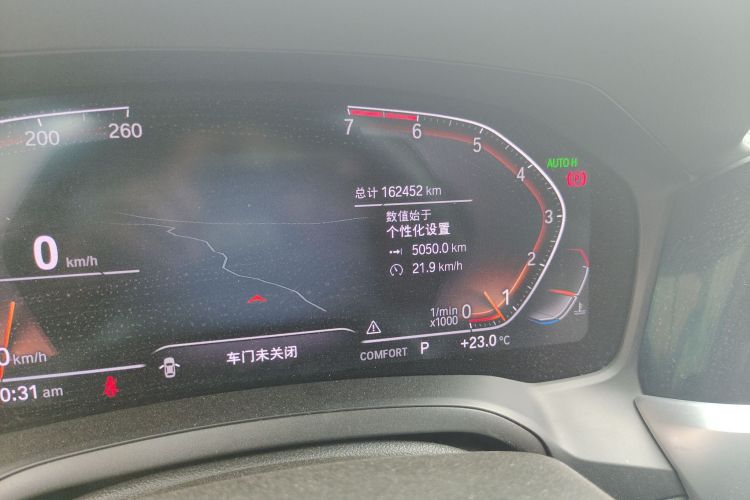 200 260
7 6 5 4 3 2 1 0
AUTO H
(P)
总计 162452 km
数值始于
个性化设置
5050.0 km
21.9 km/h
0 km/h
1/min
x1000
km/h
车门未关闭
COMFORT P +23.0 °C
0:31 am